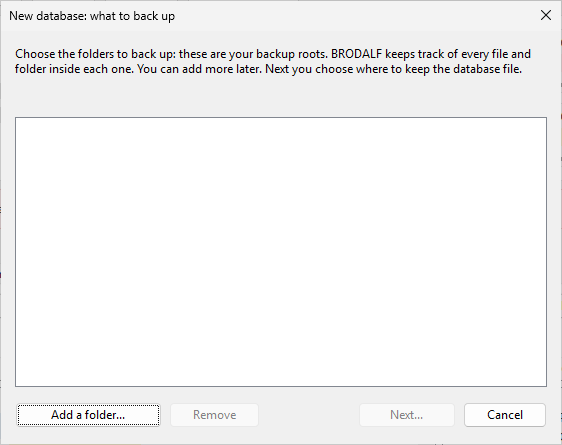 New database: what to back up
Choose the folders to back up: these are your backup roots. BRODALF keeps track of every file and
folder inside each one. You can add more later. Next you choose where to keep the database file.
Add a folder...
Remove
Next...
Cancel